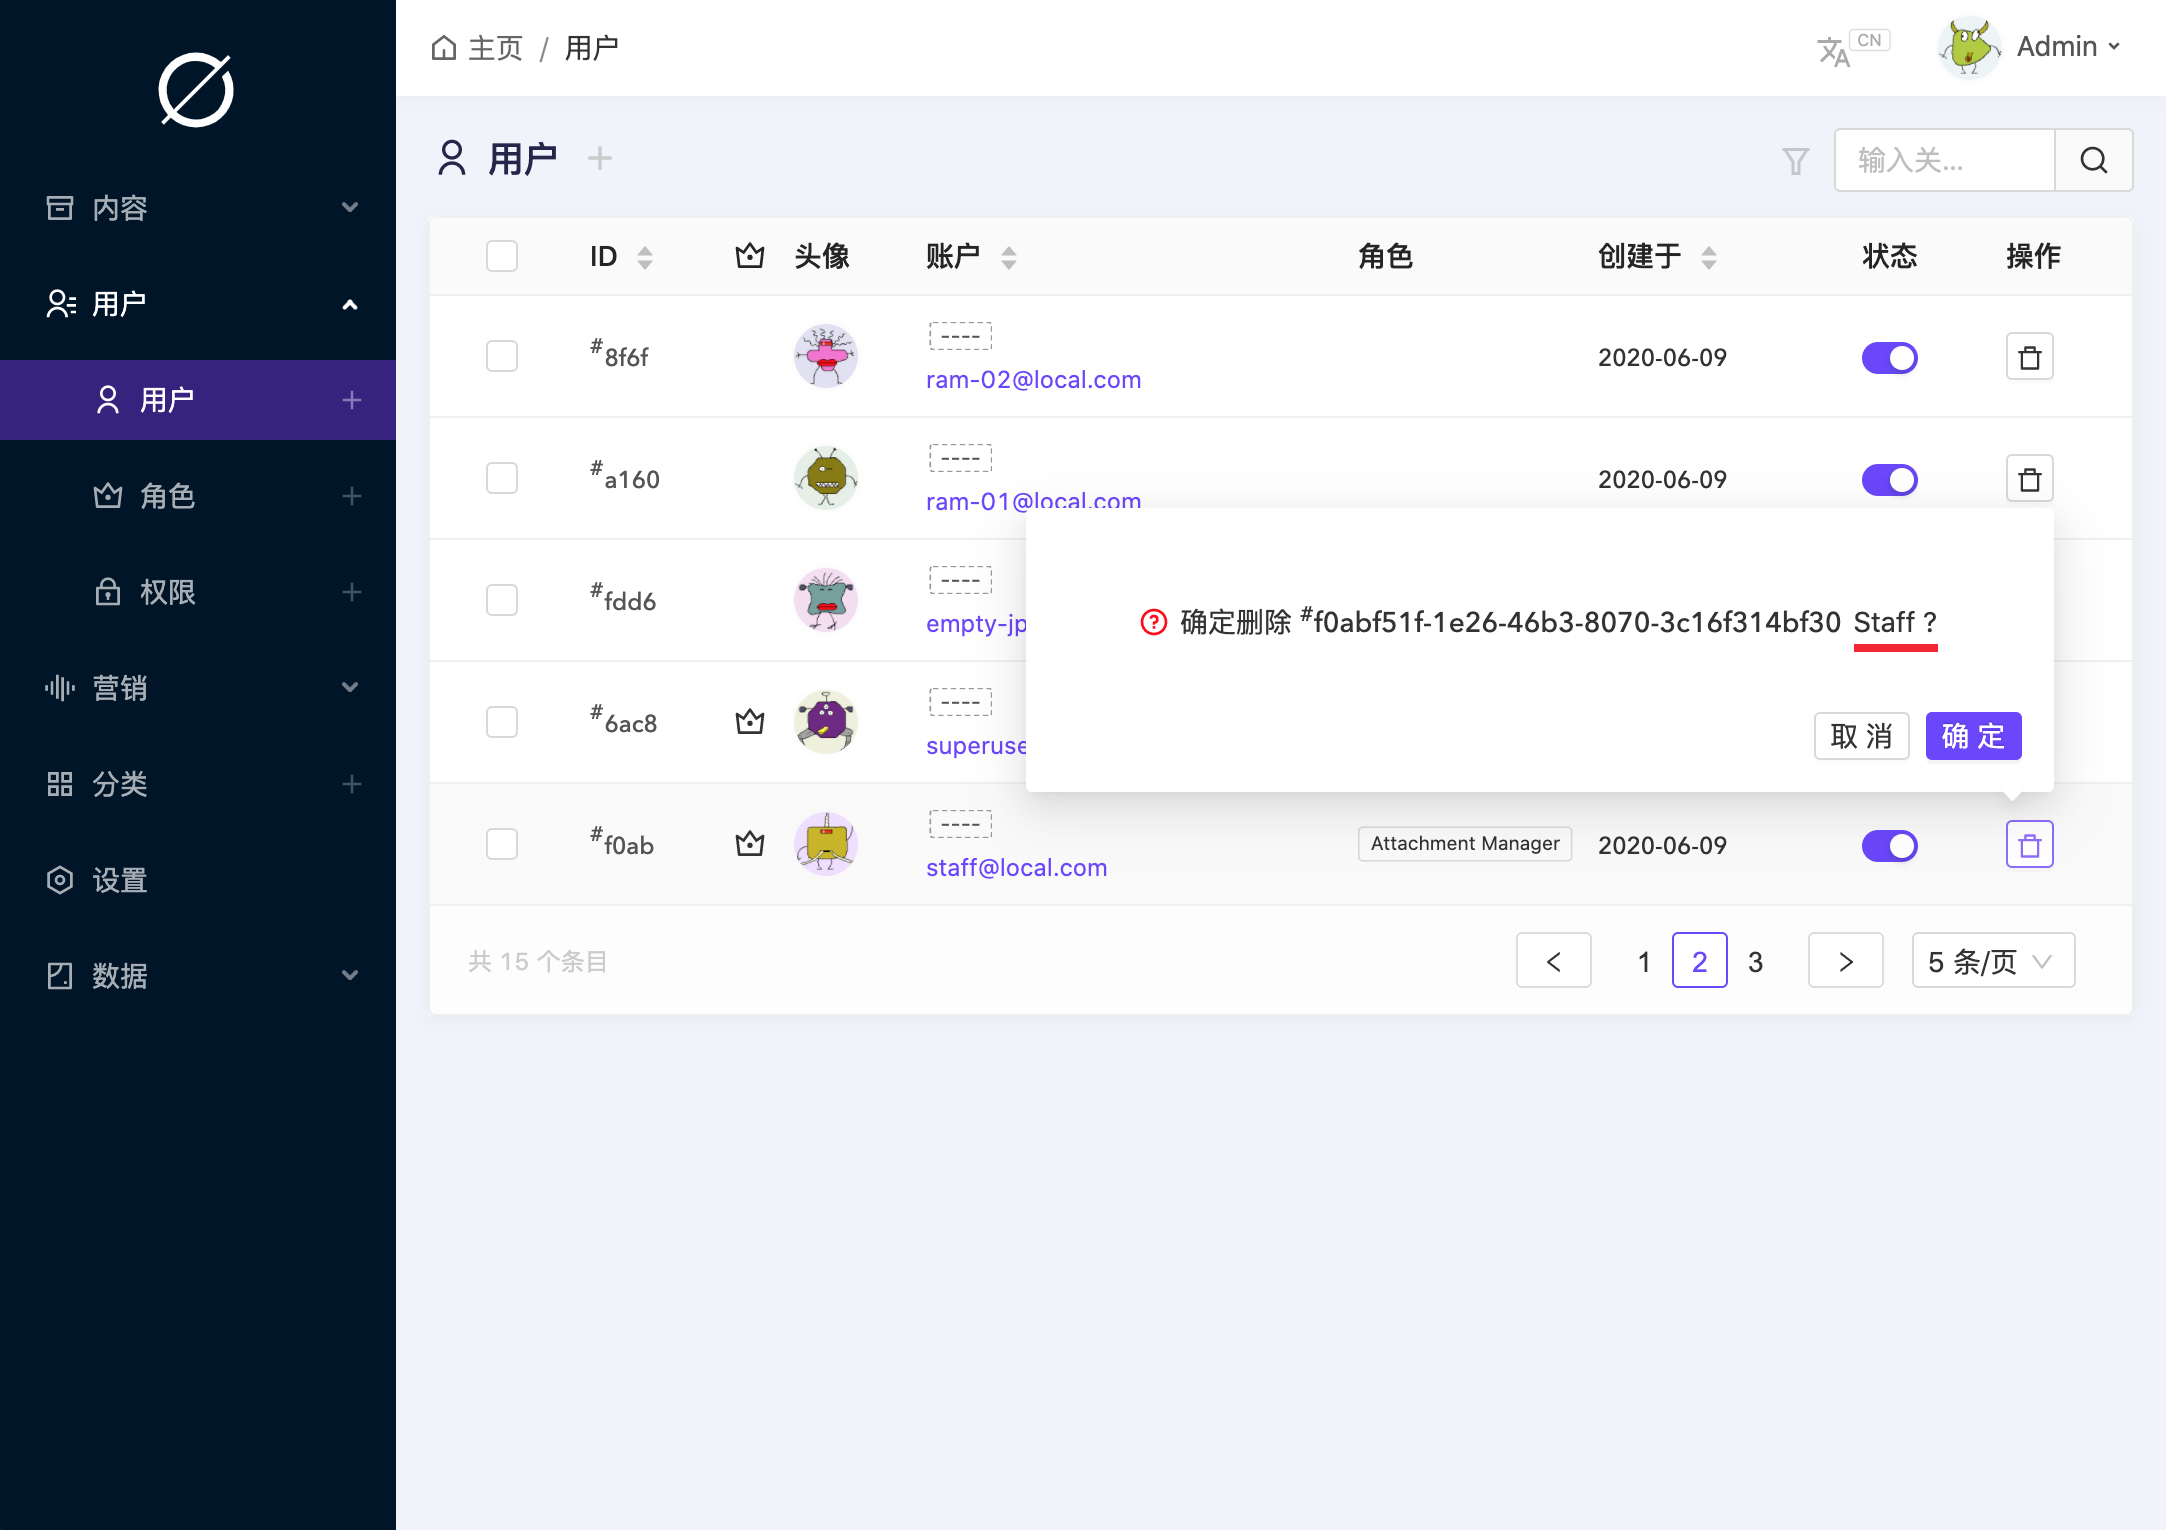 主页 / 用户
CN
Admin
内容
用户
用户
角色
权限
营销
分类
设置
数据
用户
输入关...
ID 头像 账户 角色 创建于 状态 操作
#8f6f ---- 2020-06-09
ram-02@local.com
#a160 ---- 2020-06-09
ram-01@local.com
#fdd6 ----
empty-jp
#6ac8 ----
superuse
确定删除 #f0abf51f-1e26-46b3-8070-3c16f314bf30 Staff ?
取 消 确 定
#f0ab ---- Attachment Manager 2020-06-09
staff@local.com
共 15 个条目 1 2 3 5 条/页